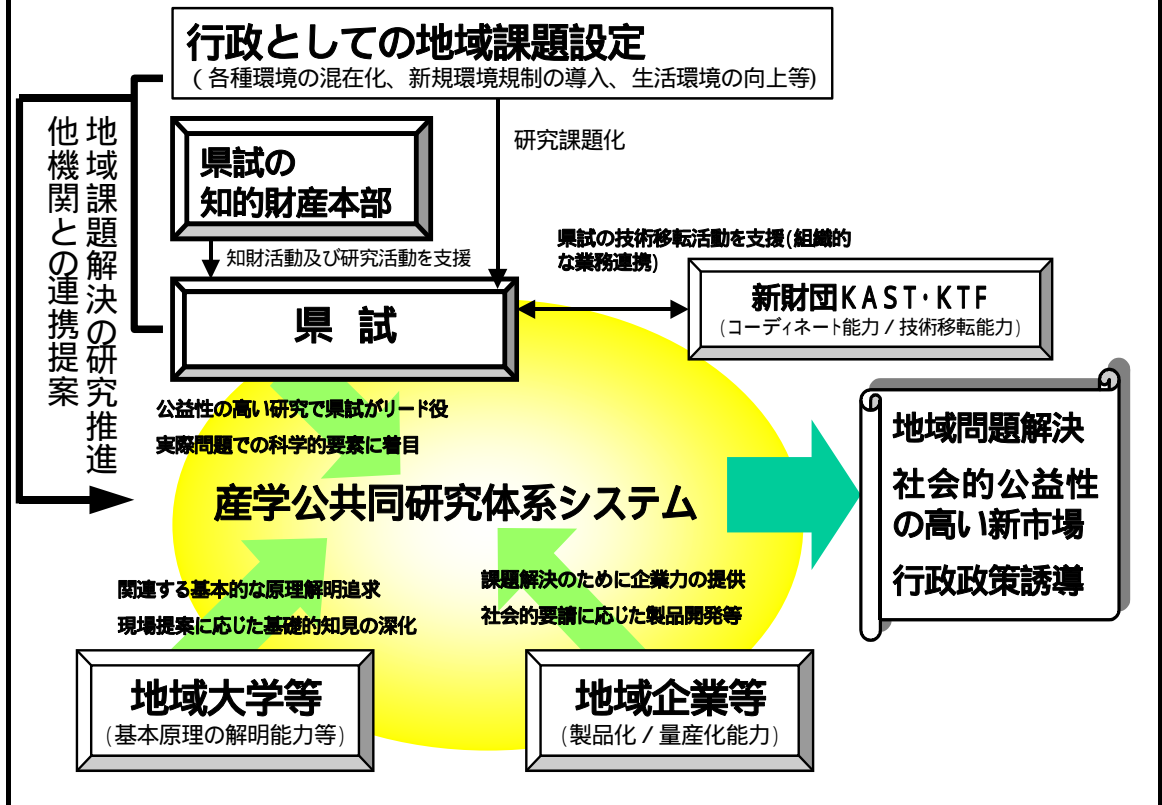 行政としての地域課題設定
(各種環境の混在化、新規環境規制の導入、生活環境の向上等)
地域課題解決の研究推進
他機関との連携提案
県試の
知的財産本部
研究課題化
知財活動及び研究活動を支援
県試の技術移転活動を支援(組織的
な業務連携)
県 試
新財団KAST・KTF
(コーディネート能力/技術移転能力)
公益性の高い研究で県試がリード役
実際問題での科学的要素に着目
産学公共同研究体系システム
地域問題解決
社会的公益性
の高い新市場
行政政策誘導
関連する基本的な原理解明追求
現場提案に応じた基礎的知見の深化
課題解決のために企業力の提供
社会的要請に応じた製品開発等
地域大学等
(基本原理の解明能力等)
地域企業等
(製品化/量産化能力)